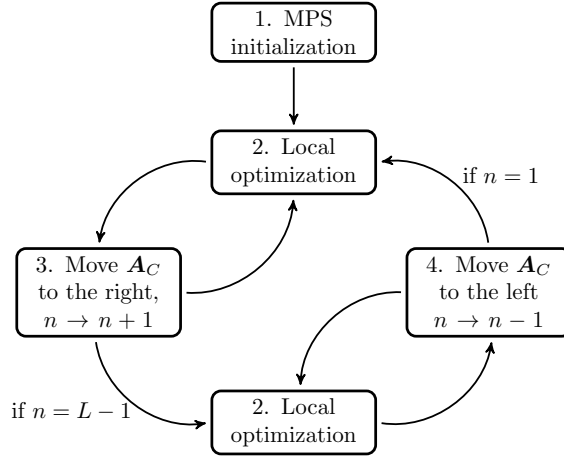 1. MPS
initialization
2. Local
optimization
if n = 1
3. Move A_C
to the right,
n → n + 1
4. Move A_C
to the left
n → n − 1
if n = L − 1
2. Local
optimization